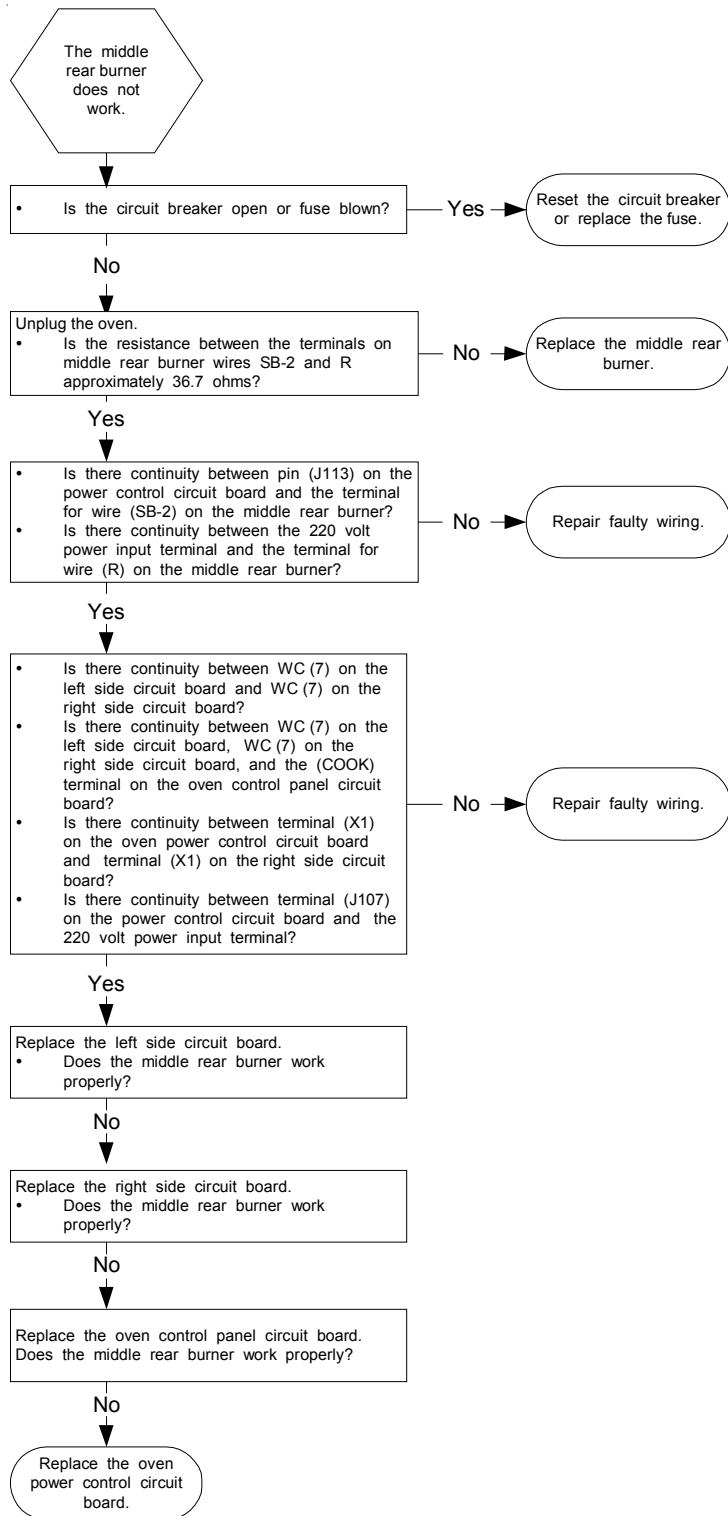 The middle
rear burner
does not
work.
• Is the circuit breaker open or fuse blown?
Yes
Reset the circuit breaker
or replace the fuse.
No
Unplug the oven.
• Is the resistance between the terminals on
middle rear burner wires SB-2 and R
approximately 36.7 ohms?
No
Replace the middle rear
burner.
Yes
• Is there continuity between pin (J113) on the
power control circuit board and the terminal
for wire (SB-2) on the middle rear burner?
• Is there continuity between the 220 volt
power input terminal and the terminal for
wire (R) on the middle rear burner?
No
Repair faulty wiring.
Yes
• Is there continuity between WC (7) on the
left side circuit board and WC (7) on the
right side circuit board?
• Is there continuity between WC (7) on the
left side circuit board, WC (7) on the
right side circuit board, and the (COOK)
terminal on the oven control panel circuit
board?
• Is there continuity between terminal (X1)
on the oven power control circuit board
and terminal (X1) on the right side circuit
board?
• Is there continuity between terminal (J107)
on the power control circuit board and the
220 volt power input terminal?
No
Repair faulty wiring.
Yes
Replace the left side circuit board.
• Does the middle rear burner work
properly?
No
Replace the right side circuit board.
• Does the middle rear burner work
properly?
No
Replace the oven control panel circuit board.
Does the middle rear burner work properly?
No
Replace the oven
power control circuit
board.